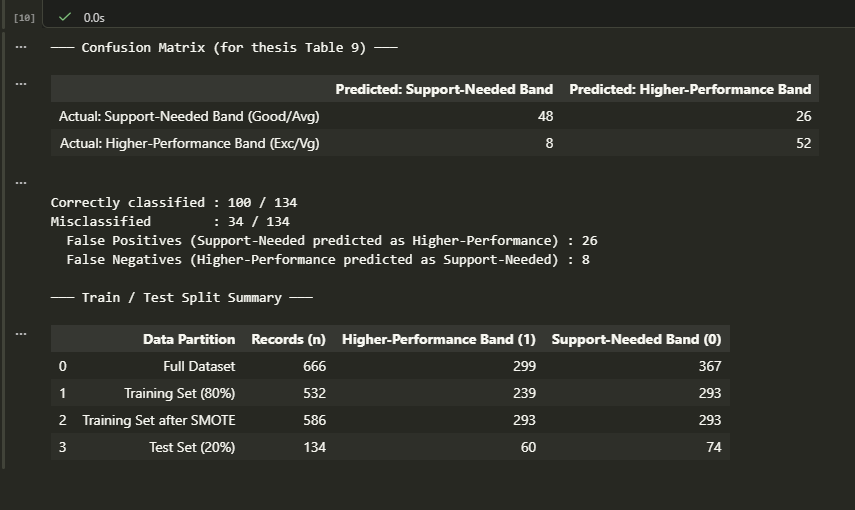 [10] ✓ 0.0s
... ─── Confusion Matrix (for thesis Table 9) ───
... Predicted: Support-Needed Band Predicted: Higher-Performance Band
Actual: Support-Needed Band (Good/Avg) 48 26
Actual: Higher-Performance Band (Exc/Vg) 8 52
...
Correctly classified : 100 / 134
Misclassified : 34 / 134
False Positives (Support-Needed predicted as Higher-Performance) : 26
False Negatives (Higher-Performance predicted as Support-Needed) : 8
─── Train / Test Split Summary ───
... Data Partition Records (n) Higher-Performance Band (1) Support-Needed Band (0)
0 Full Dataset 666 299 367
1 Training Set (80%) 532 239 293
2 Training Set after SMOTE 586 293 293
3 Test Set (20%) 134 60 74